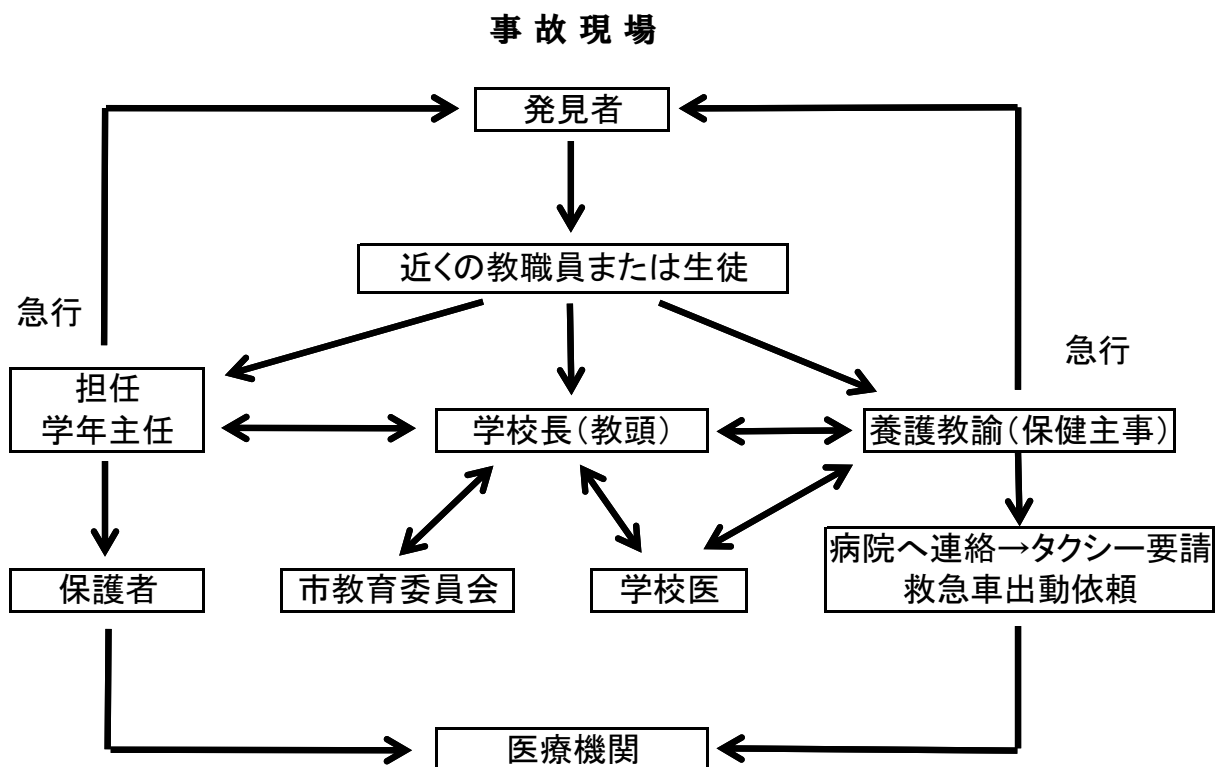 事故現場
発見者
近くの教職員または生徒
急行
急行
担任
学年主任
学校長(教頭)
養護教諭(保健主事)
保護者
市教育委員会
学校医
病院へ連絡→タクシー要請
救急車出動依頼
医療機関